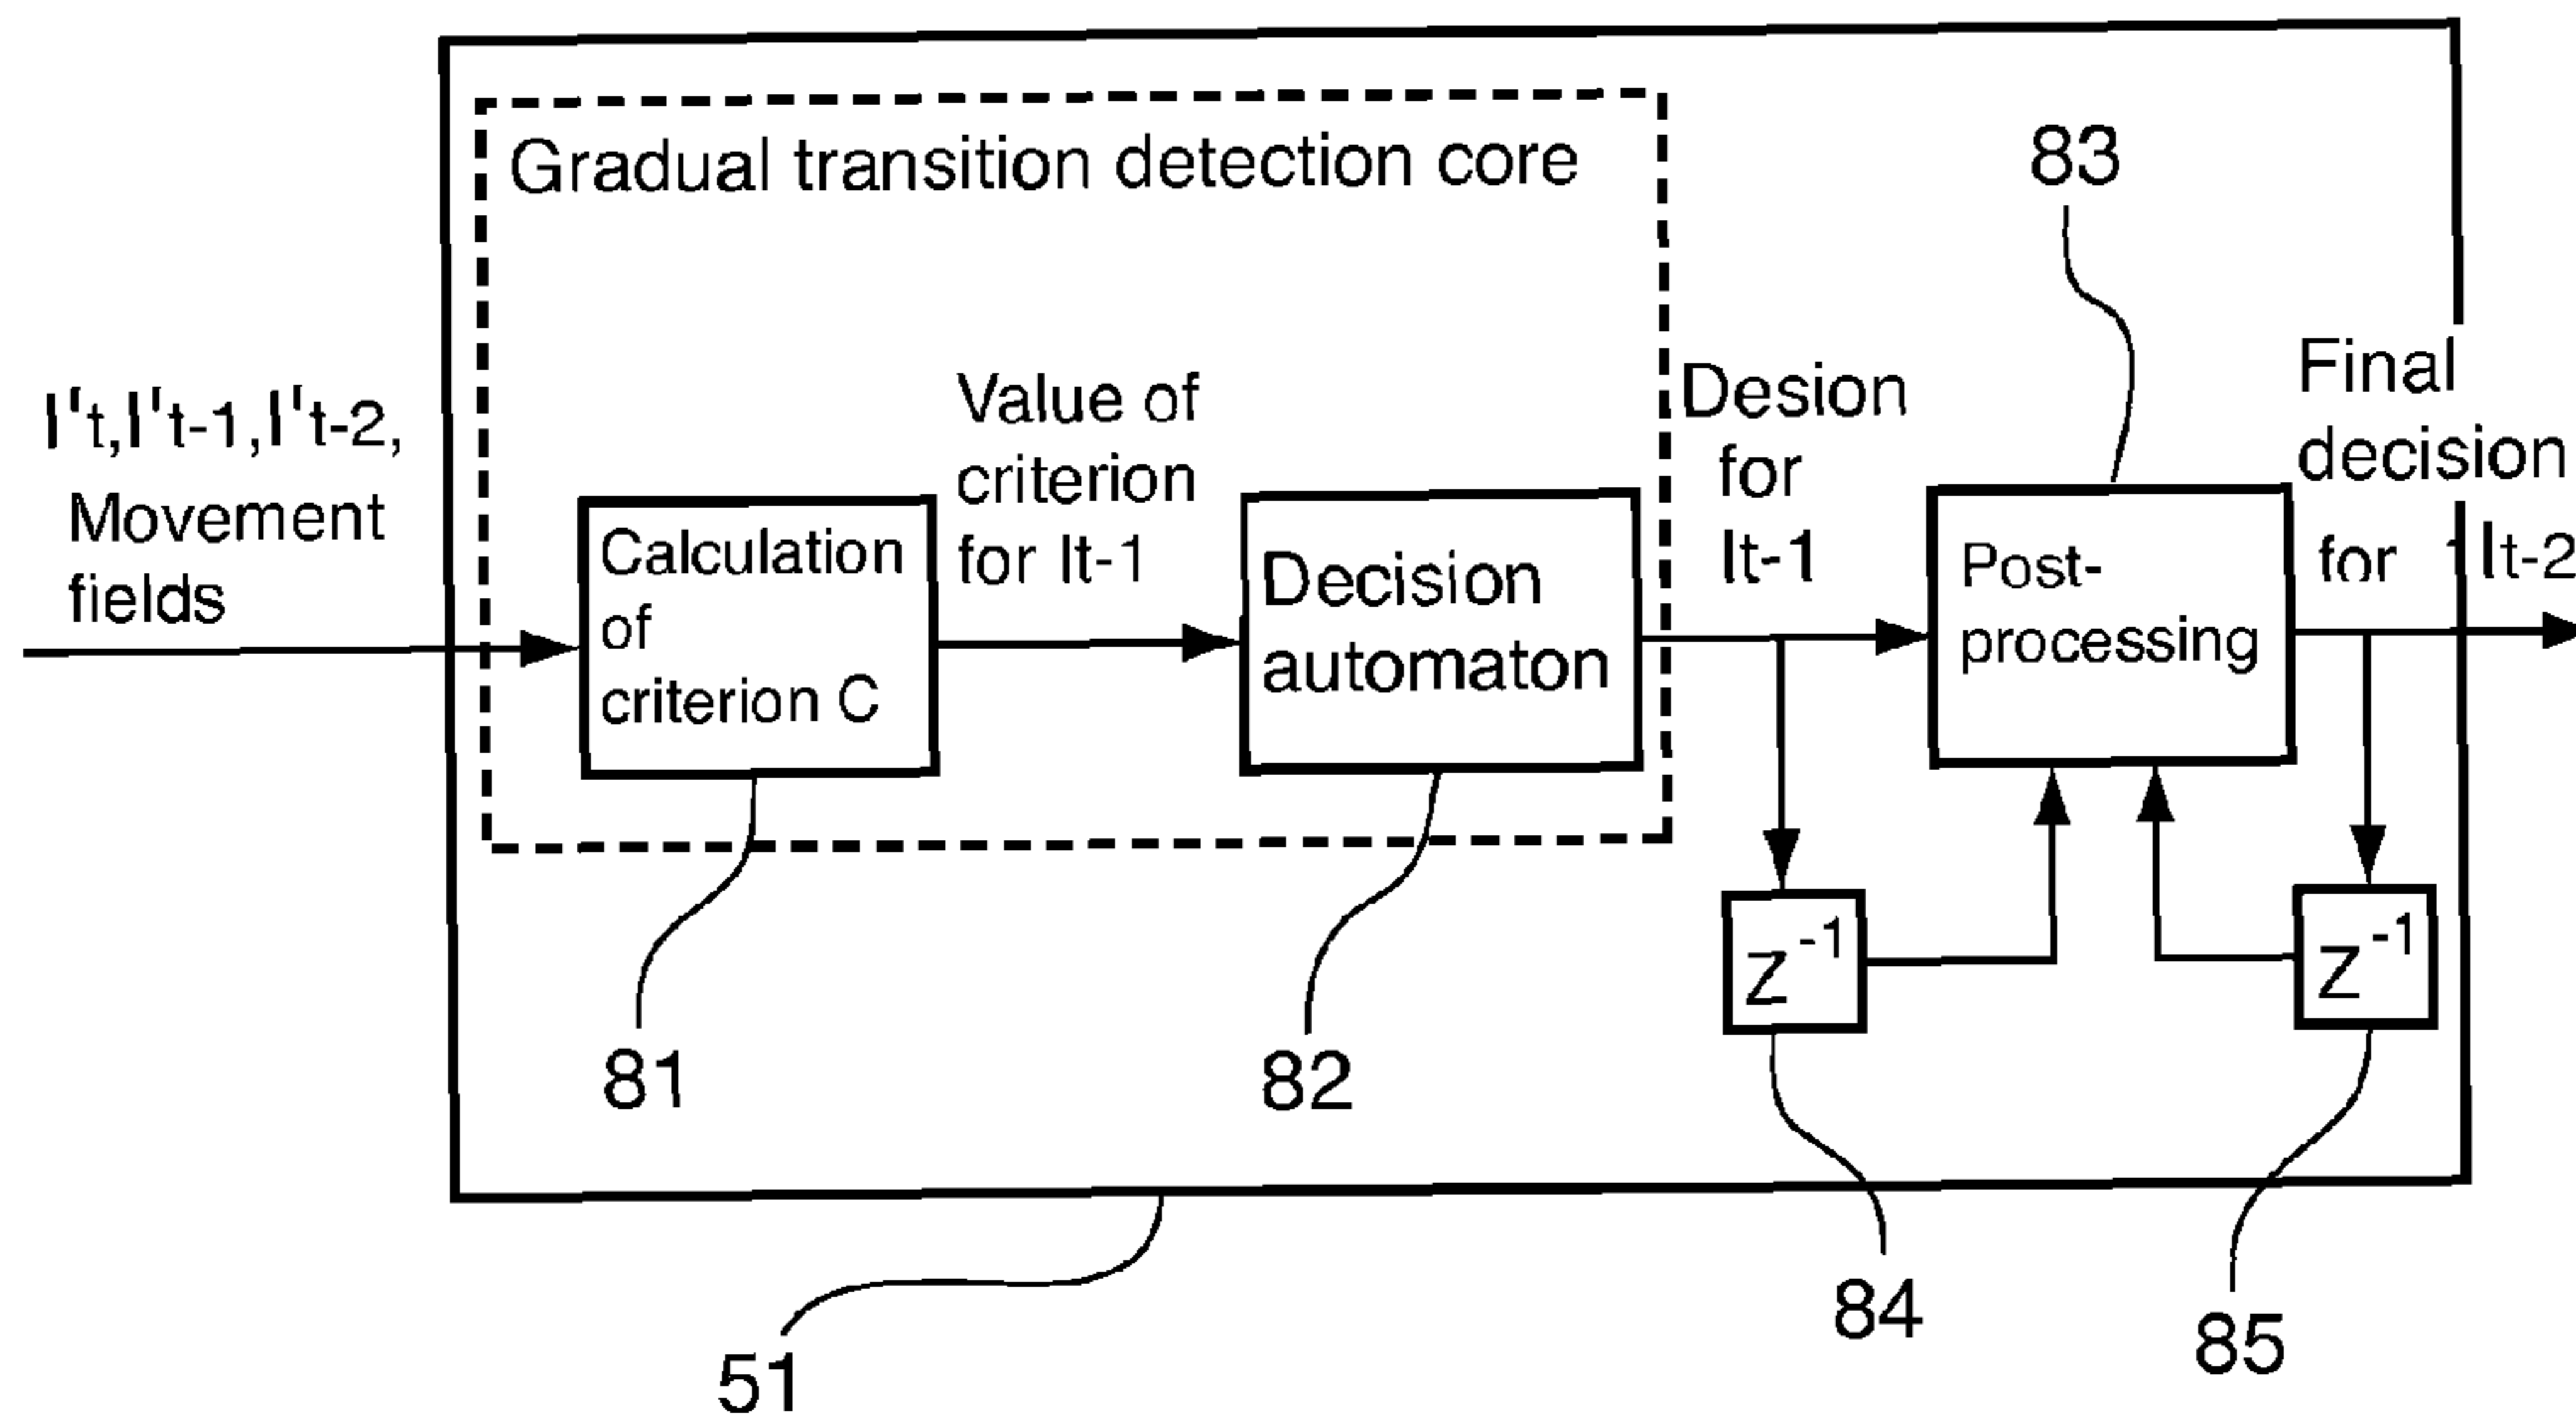 Gradual transition detection core
83
I't,I't-1,I't-2,
Movement
fields
Value of
criterion
for It-1
Desion
for
It-1
Final
decision
for It-2
Calculation
of
criterion C
Decision
automaton
Post-
processing
Z-1
Z-1
81
82
84
85
51